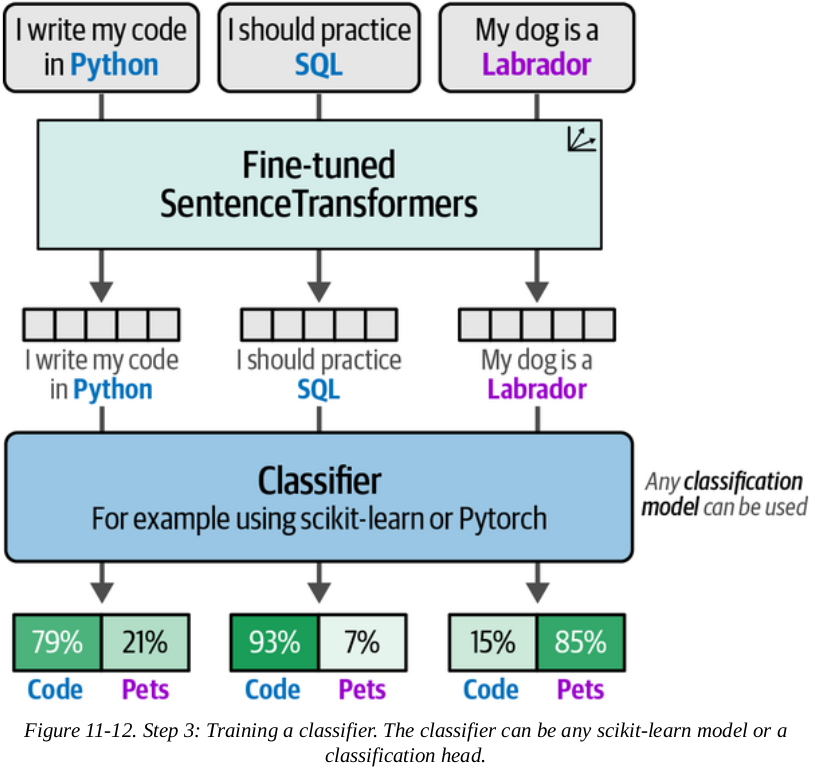 I write my code
in Python
I should practice
SQL
My dog is a
Labrador
Fine-tuned
SentenceTransformers
I write my code
in Python
I should practice
SQL
My dog is a
Labrador
Classifier
For example using scikit-learn or Pytorch
Any classification
model can be used
79% 21%
Code Pets
93% 7%
Code Pets
15% 85%
Code Pets
Figure 11-12. Step 3: Training a classifier. The classifier can be any scikit-learn model or a
classification head.